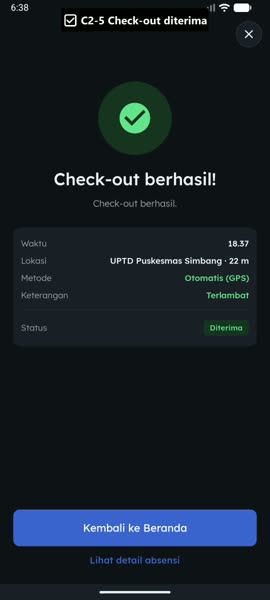 6:38
C2-5 Check-out diterima
Check-out berhasil!
Check-out berhasil.
Waktu 18.37
Lokasi UPTD Puskesmas Simbang · 22 m
Metode Otomatis (GPS)
Keterangan Terlambat
Status Diterima
Kembali ke Beranda
Lihat detail absensi